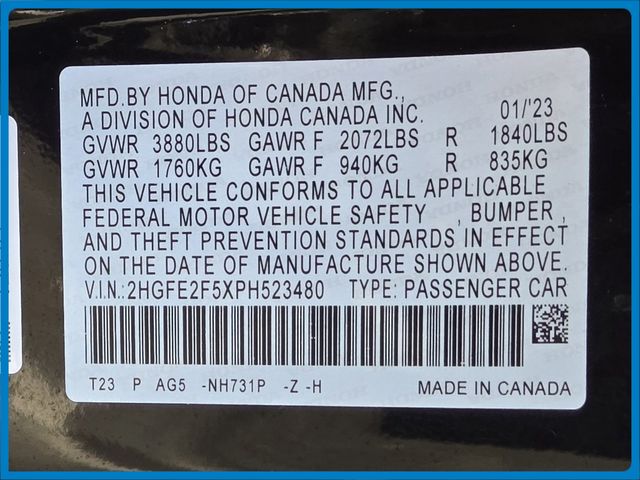 MFD.BY HONDA OF CANADA MFG.,
A DIVISION OF HONDA CANADA INC. 01/'23
GVWR 3880LBS GAWR F 2072LBS R 1840LBS
GVWR 1760KG GAWR F 940KG R 835KG
THIS VEHICLE CONFORMS TO ALL APPLICABLE
FEDERAL MOTOR VEHICLE SAFETY , BUMPER ,
AND THEFT PREVENTION STANDARDS IN EFFECT
ON THE DATE OF MANUFACTURE SHOWN ABOVE.
V.I.N.:2HGFE2F5XPH523480 TYPE: PASSENGER CAR
T23 P AG5 -NH731P -Z -H MADE IN CANADA